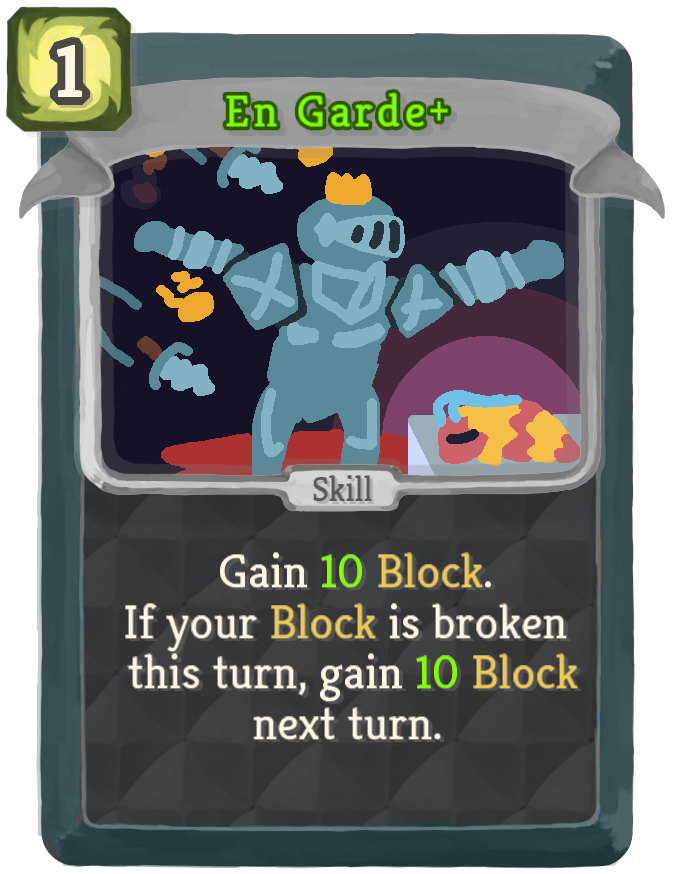 1
En Garde+
Skill
Gain 10 Block.
If your Block is broken
this turn, gain 10 Block
next turn.